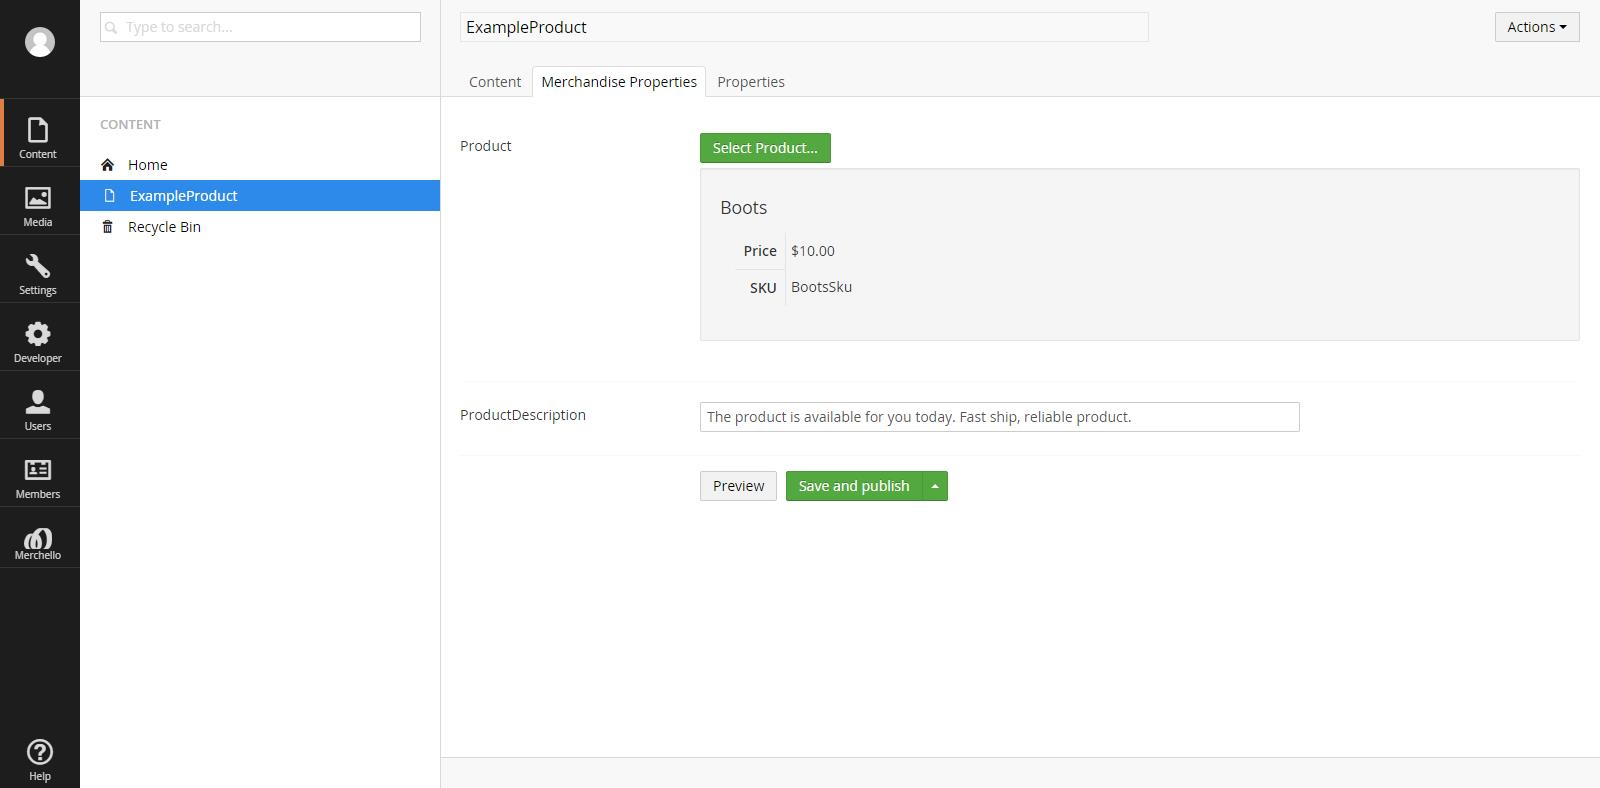 Type to search...
ExampleProduct
Actions
Content
Merchandise Properties
Properties
Content
Media
Settings
Developer
Users
Members
Merchello
Help
CONTENT
Home
ExampleProduct
Recycle Bin
Product
Select Product...
Boots
Price $10.00
SKU BootsSku
ProductDescription
The product is available for you today. Fast ship, reliable product.
Preview
Save and publish